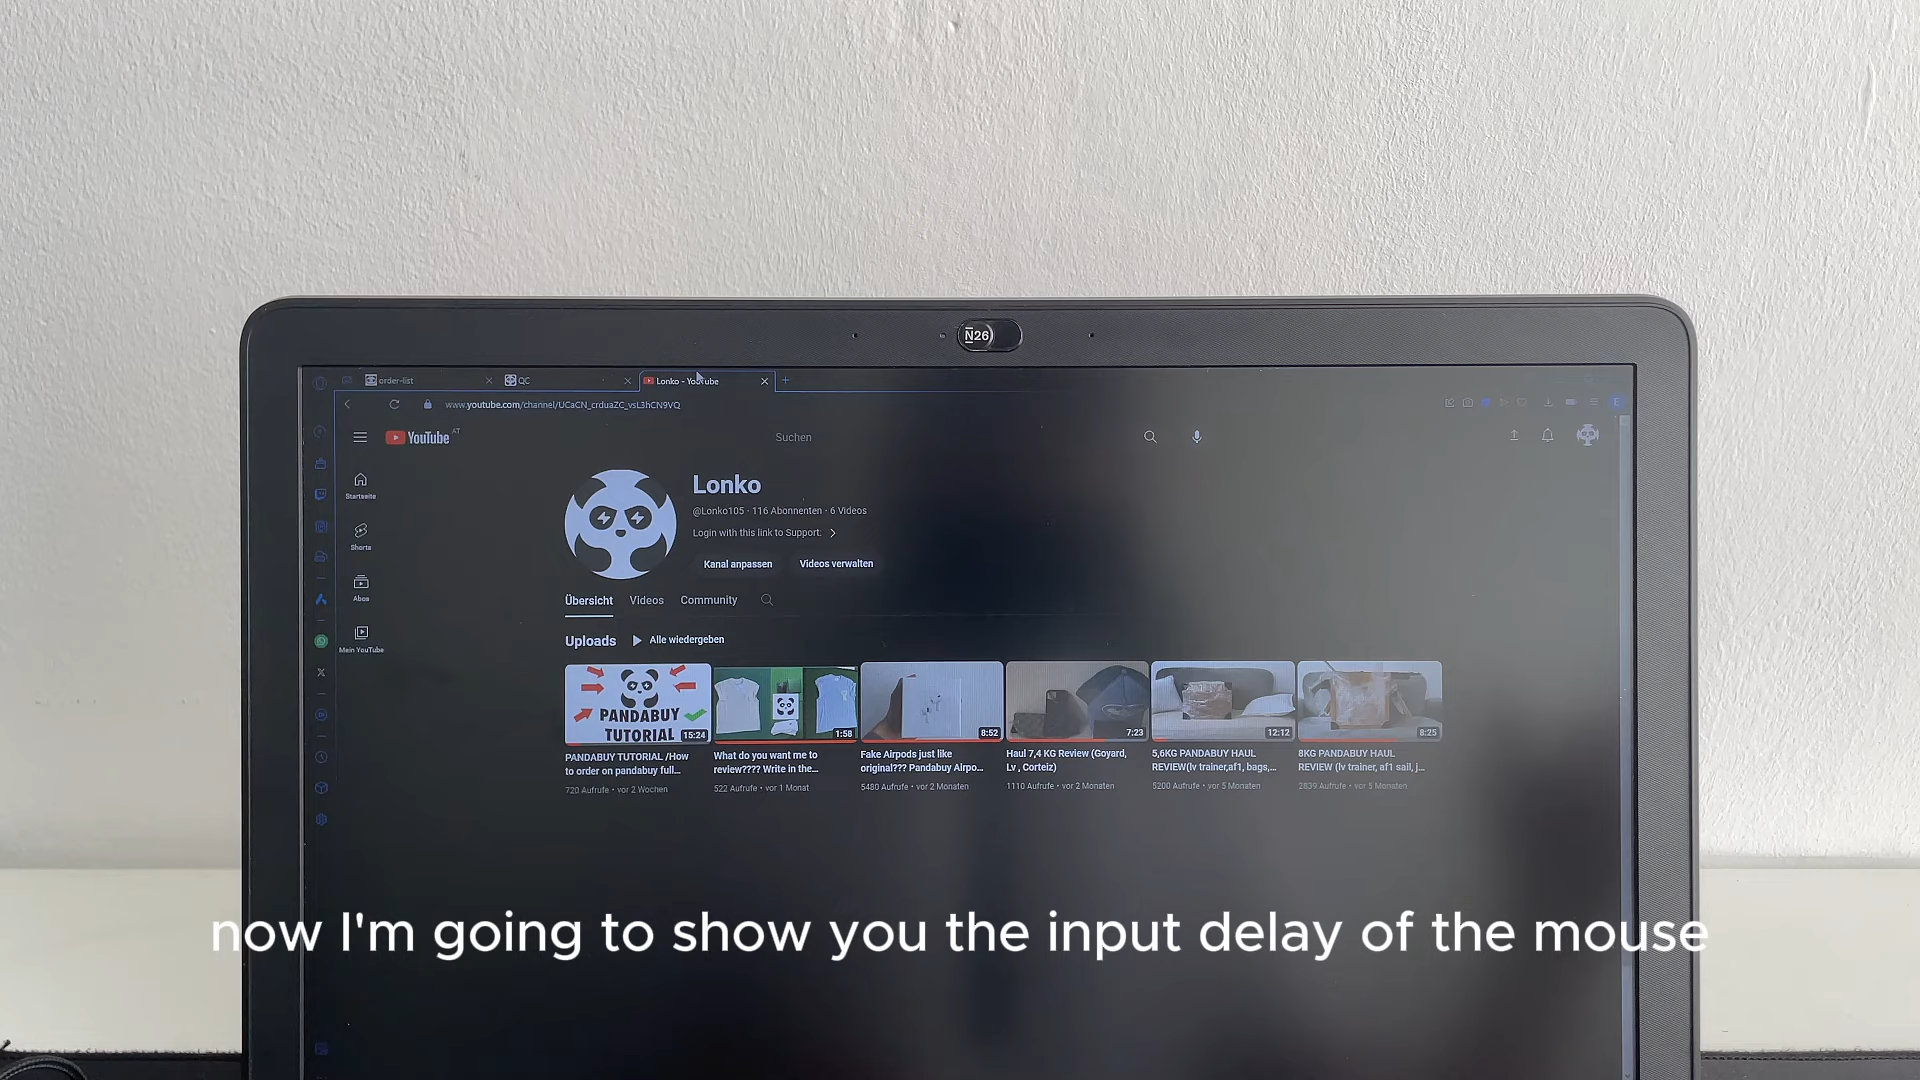 N26
order-list
QC
Lonko - YouTube
www.youtube.com/channel/UCaCN_crduaZC_vsL3hCN9VQ
E
YouTube AT
Suchen
Startseite
Shorts
Abos
Mein YouTube
Lonko
@Lonko105 · 116 Abonnenten · 6 Videos
Login with this link to Support: >
Kanal anpassen
Videos verwalten
Übersicht
Videos
Community
Uploads
Alle wiedergeben
PANDABUY
TUTORIAL
15:24
1:58
8:52
7:23
12:12
8:25
PANDABUY TUTORIAL /How
to order on pandabuy full...
720 Aufrufe · vor 2 Wochen
What do you want me to
review???? Write in the...
522 Aufrufe · vor 1 Monat
Fake Airpods just like
original??? Pandabuy Airpo...
5480 Aufrufe · vor 2 Monaten
Haul 7,4 KG Review (Goyard,
Lv , Corteiz)
1110 Aufrufe · vor 2 Monaten
5,6KG PANDABUY HAUL
REVIEW(lv trainer,af1, bags,...
5200 Aufrufe · vor 5 Monaten
8KG PANDABUY HAUL
REVIEW (lv trainer, af1 sail, j...
2839 Aufrufe · vor 5 Monaten
now I'm going to show you the input delay of the mouse